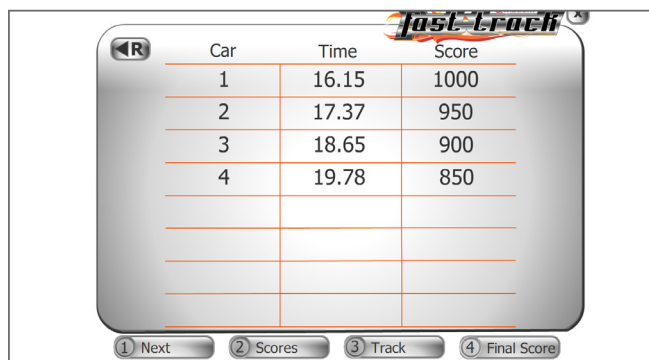 fast track
x
R
Car Time Score
1 16.15 1000
2 17.37 950
3 18.65 900
4 19.78 850
1 Next 2 Scores 3 Track 4 Final Score